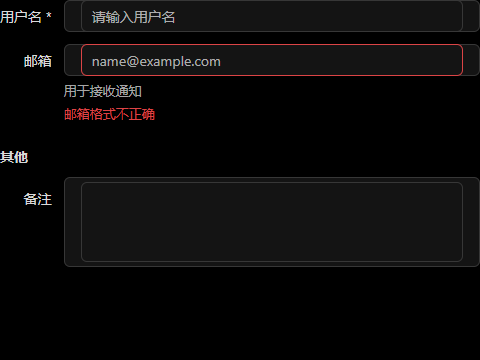 用户名 * 请输入用户名
邮箱 name@example.com
用于接收通知
邮箱格式不正确
其他
备注